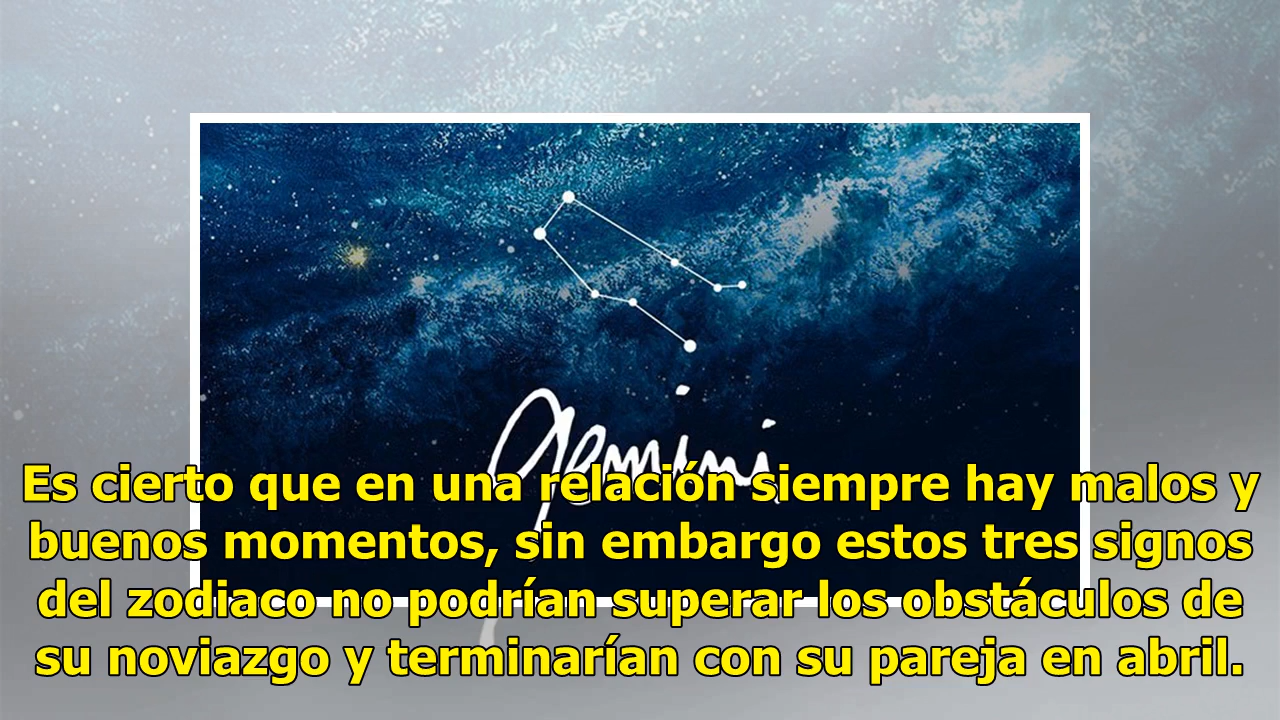 Gemini
Es cierto que en una relación siempre hay malos y
buenos momentos, sin embargo estos tres signos
del zodiaco no podrían superar los obstáculos de
su noviazgo y terminarían con su pareja en abril.